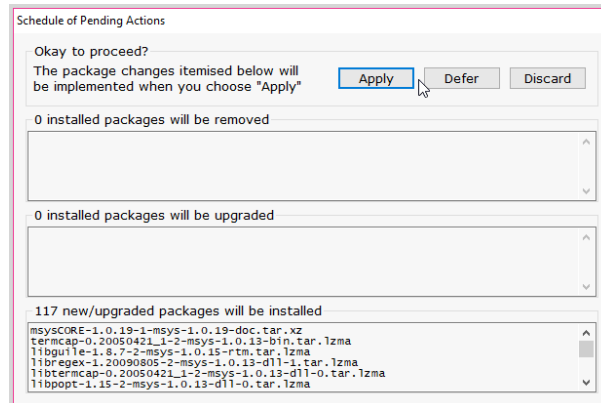 Schedule of Pending Actions
Okay to proceed?
The package changes itemised below will
be implemented when you choose "Apply"
Apply
Defer
Discard
0 installed packages will be removed
0 installed packages will be upgraded
117 new/upgraded packages will be installed
msysCORE-1.0.19-1-msys-1.0.19-doc.tar.xz
termcap-0.20050421_1-2-msys-1.0.13-bin.tar.lzma
libguile-1.8.7-2-msys-1.0.15-rtm.tar.lzma
libregex-1.20090805-2-msys-1.0.13-dll-1.tar.lzma
libtermcap-0.20050421_1-2-msys-1.0.13-dll-0.tar.lzma
libpopt-1.15-2-msys-1.0.13-dll-0.tar.lzma